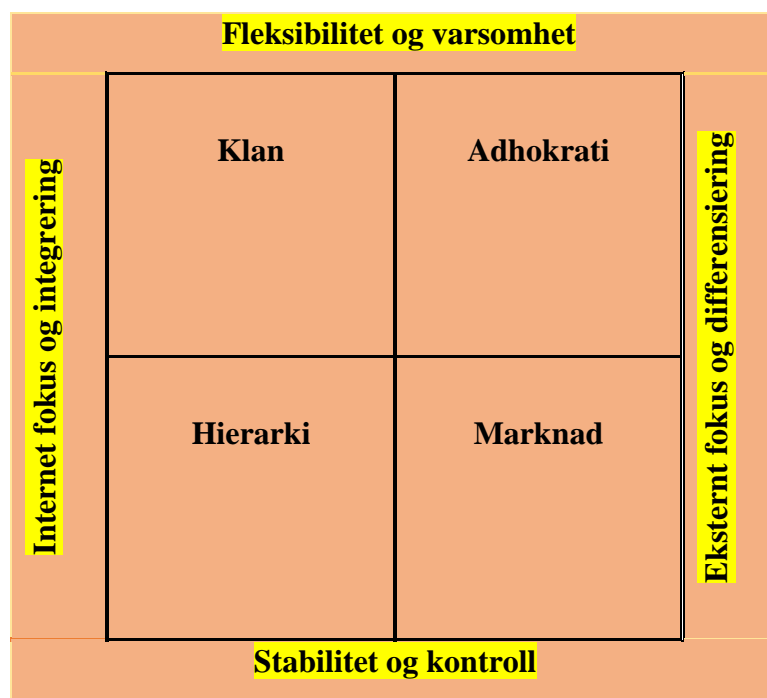 Fleksibilitet og varsomhet
Internet fokus og integrering
Klan
Adhokrati
Eksternt fokus og differensiering
Hierarki
Marknad
Stabilitet og kontroll